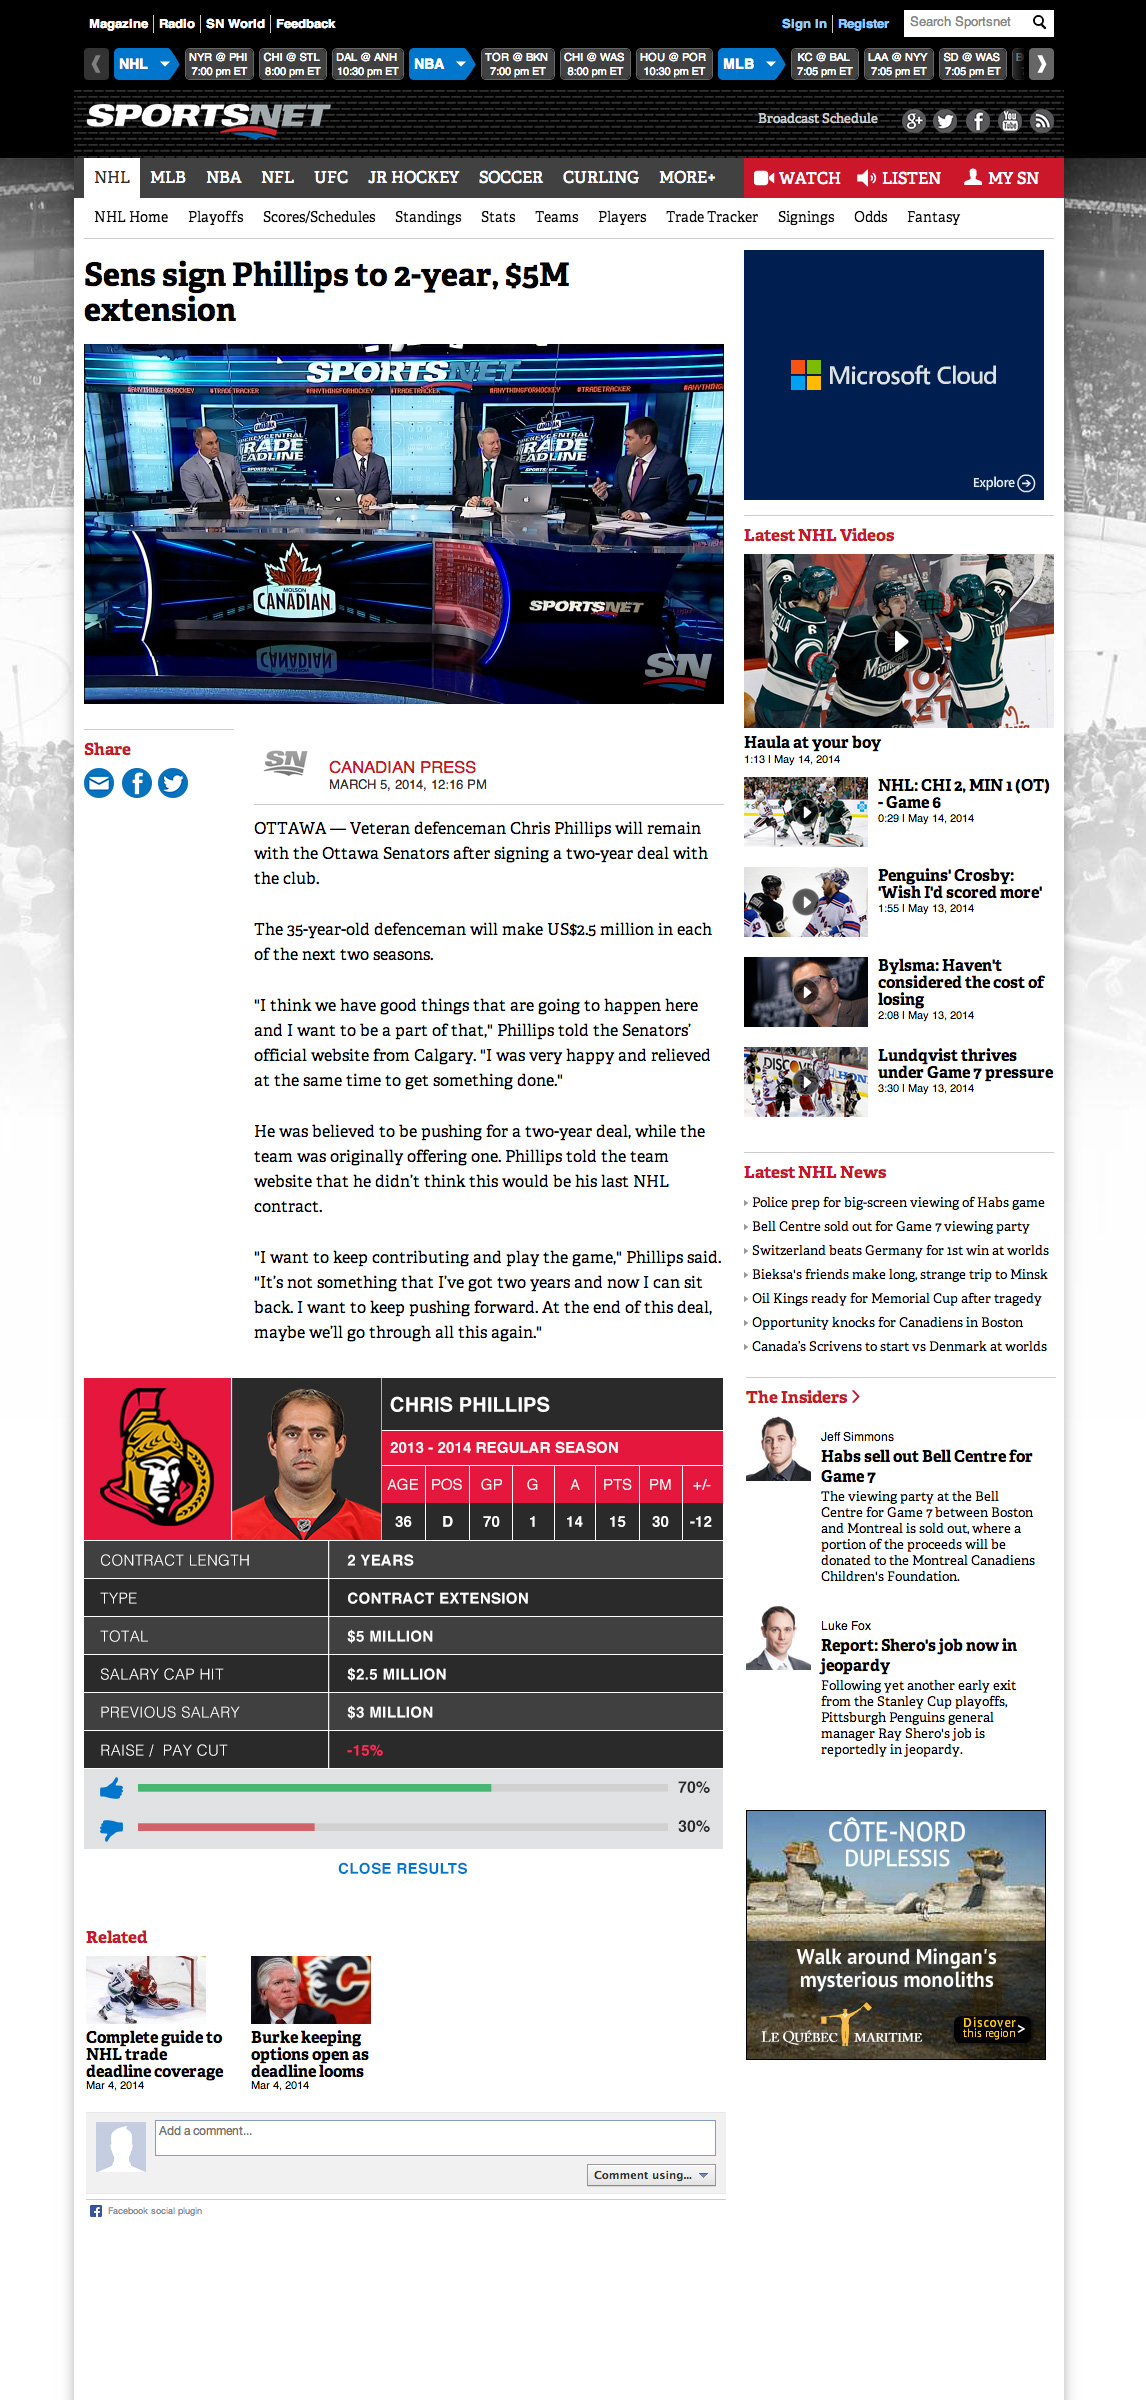 Magazine Radio SN World Feedback
Sign In Register Search Sportsnet
NHL NYR @ PHI CHI @ STL DAL @ ANH NBA TOR @ BKN CHI @ WAS HOU @ POR MLB KC @ BAL LAA @ NYY SD @ WAS
7:00 pm ET 8:00 pm ET 10:30 pm ET 7:00 pm ET 8:00 pm ET 10:30 pm ET 7:05 pm ET 7:05 pm ET 7:05 pm ET
SPORTSNET
Broadcast Schedule
NHL MLB NBA NFL UFC JR HOCKEY SOCCER CURLING MORE+ WATCH LISTEN MY SN
NHL Home Playoffs Scores/Schedules Standings Stats Teams Players Trade Tracker Signings Odds Fantasy
Sens sign Phillips to 2-year, $5M
extension
SPORTSNET
#ANYTHINGFORHOCKEY #TRADETRACKER #ANYTHINGFORHOCKEY #TRADETRACKER
HOCKEYCENTRAL
TRADE
DEADLINE
SPORTSNET
HOCKEYCENTRAL
TRADE
DEADLINE
SPORTSNET
MOLSON
CANADIAN
SPORTSNET
SN
Share
SN
CANADIAN PRESS
MARCH 5, 2014, 12:16 PM
OTTAWA — Veteran defenceman Chris Phillips will remain
with the Ottawa Senators after signing a two-year deal with
the club.
The 35-year-old defenceman will make US$2.5 million in each
of the next two seasons.
"I think we have good things that are going to happen here
and I want to be a part of that," Phillips told the Senators’
official website from Calgary. "I was very happy and relieved
at the same time to get something done."
He was believed to be pushing for a two-year deal, while the
team was originally offering one. Phillips told the team
website that he didn’t think this would be his last NHL
contract.
"I want to keep contributing and play the game," Phillips said.
"It’s not something that I’ve got two years and now I can sit
back. I want to keep pushing forward. At the end of this deal,
maybe we’ll go through all this again."
CHRIS PHILLIPS
2013 - 2014 REGULAR SEASON
AGE POS GP G A PTS PM +/-
36 D 70 1 14 15 30 -12
CONTRACT LENGTH 2 YEARS
TYPE CONTRACT EXTENSION
TOTAL $5 MILLION
SALARY CAP HIT $2.5 MILLION
PREVIOUS SALARY $3 MILLION
RAISE / PAY CUT -15%
70%
30%
CLOSE RESULTS
Related
Complete guide to
NHL trade
deadline coverage
Mar 4, 2014
Burke keeping
options open as
deadline looms
Mar 4, 2014
Add a comment...
Comment using...
Facebook social plugin
Microsoft Cloud
Explore
Latest NHL Videos
Haula at your boy
1:13 | May 14, 2014
NHL: CHI 2, MIN 1 (OT)
- Game 6
0:29 | May 14, 2014
Penguins' Crosby:
'Wish I'd scored more'
1:55 | May 13, 2014
Bylsma: Haven't
considered the cost of
losing
2:08 | May 13, 2014
Lundqvist thrives
under Game 7 pressure
3:30 | May 13, 2014
Latest NHL News
Police prep for big-screen viewing of Habs game
Bell Centre sold out for Game 7 viewing party
Switzerland beats Germany for 1st win at worlds
Bieksa's friends make long, strange trip to Minsk
Oil Kings ready for Memorial Cup after tragedy
Opportunity knocks for Canadiens in Boston
Canada's Scrivens to start vs Denmark at worlds
The Insiders
Jeff Simmons
Habs sell out Bell Centre for
Game 7
The viewing party at the Bell
Centre for Game 7 between Boston
and Montreal is sold out, where a
portion of the proceeds will be
donated to the Montreal Canadiens
Children's Foundation.
Luke Fox
Report: Shero's job now in
jeopardy
Following yet another early exit
from the Stanley Cup playoffs,
Pittsburgh Penguins general
manager Ray Shero's job is
reportedly in jeopardy.
CÔTE-NORD
DUPLESSIS
Walk around Mingan's
mysterious monoliths
LE QUÉBEC MARITIME
Discover
this region >